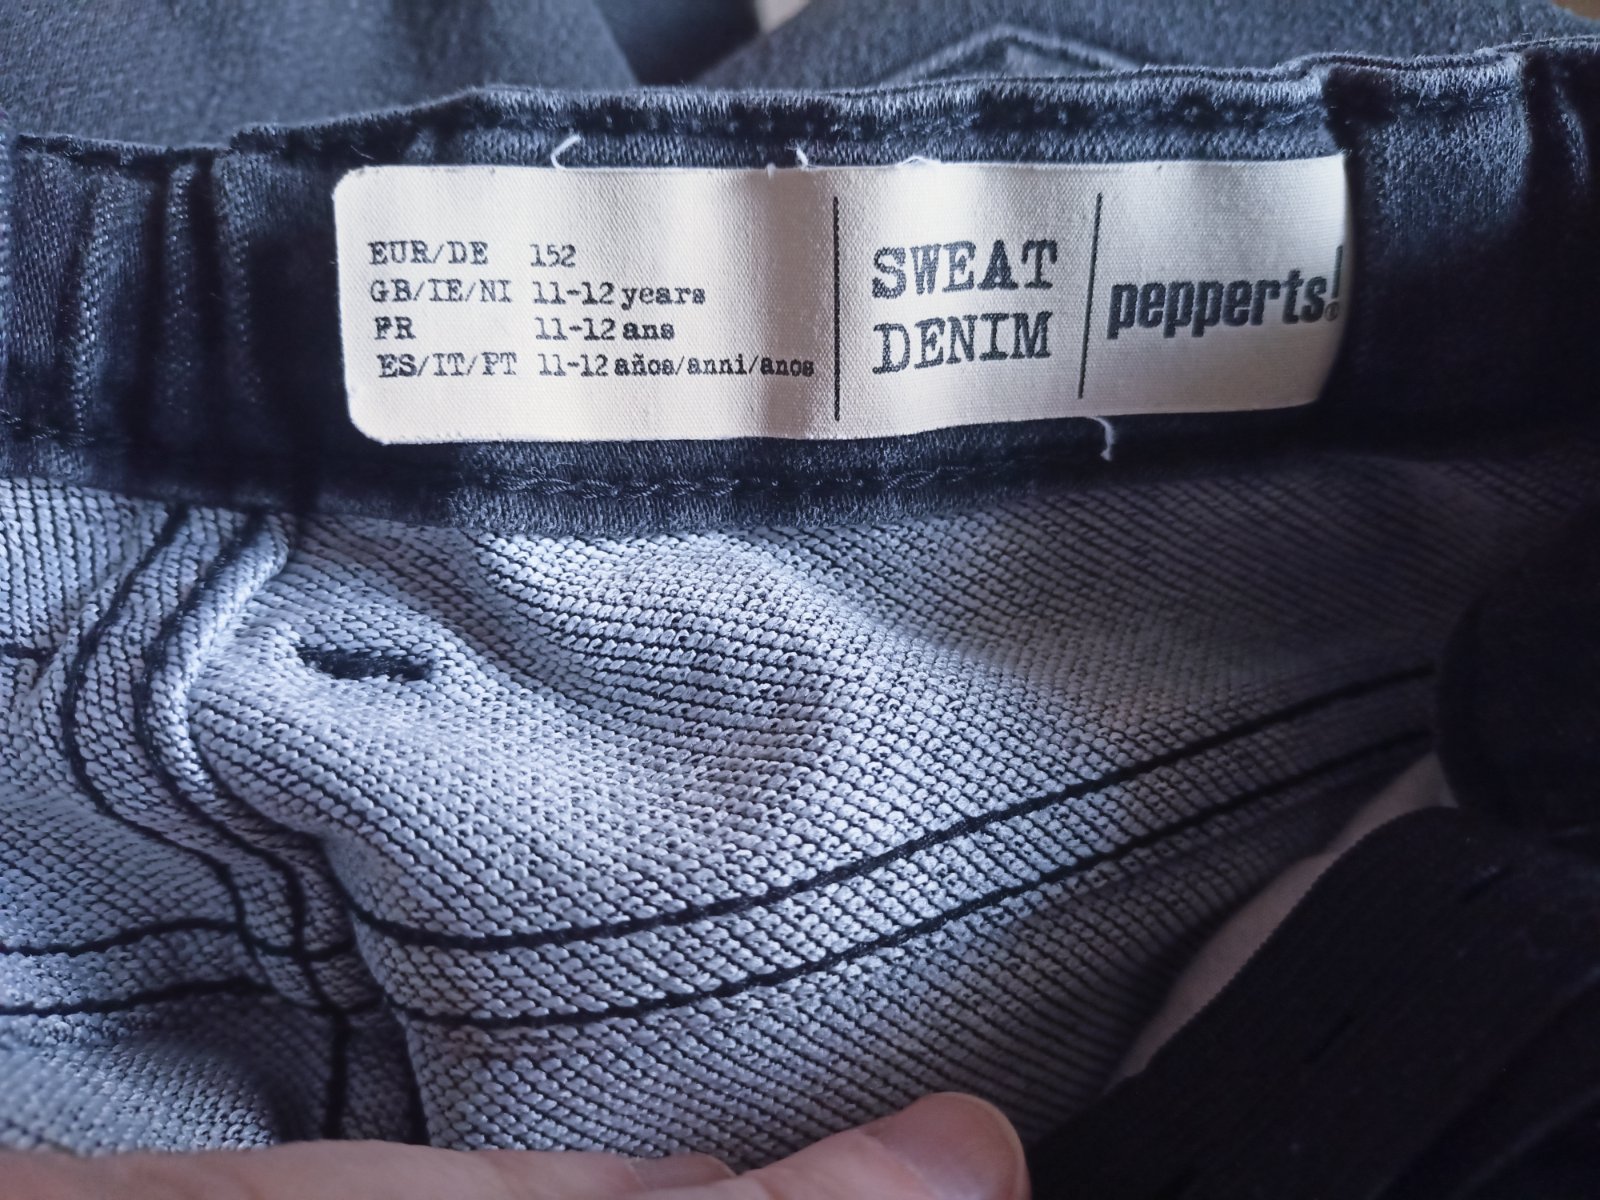 EUR/DE 152
GB/IE/NI 11-12 years
FR 11-12 ans
ES/IT/PT 11-12 años/anni/anos
SWEAT
DENIM
pepperts!®